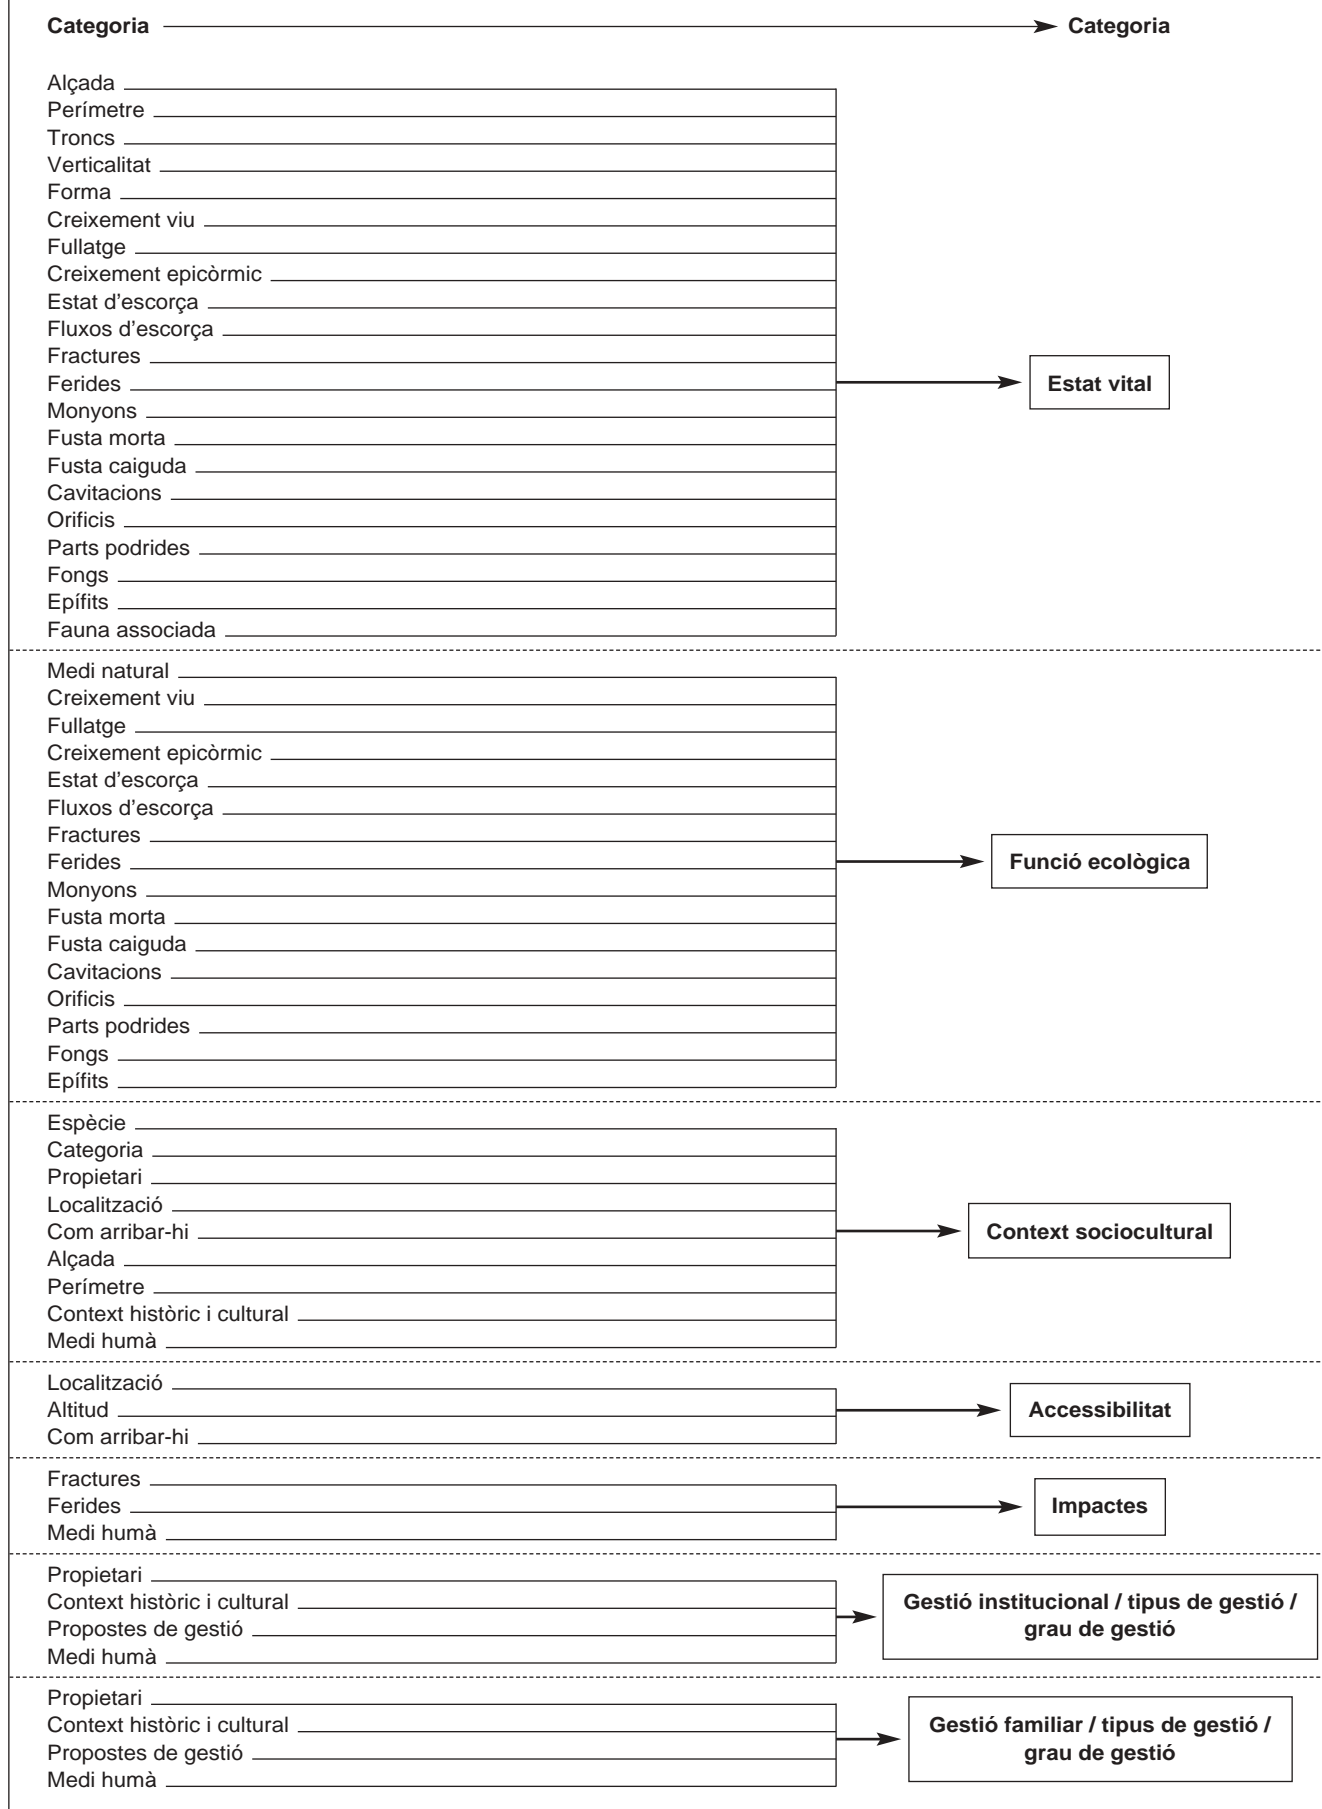 Categoria Categoria
Alçada
Perímetre
Troncs
Verticalitat
Forma
Creixement viu
Fullatge
Creixement epicòrmic
Estat d’escorça
Fluxos d’escorça
Fractures
Ferides
Estat vital
Monyons
Fusta morta
Fusta caiguda
Cavitacions
Orificis
Parts podrides
Fongs
Epífits
Fauna associada
Medi natural
Creixement viu
Fullatge
Creixement epicòrmic
Estat d’escorça
Fluxos d’escorça
Fractures
Ferides
Funció ecològica
Monyons
Fusta morta
Fusta caiguda
Cavitacions
Orificis
Parts podrides
Fongs
Epífits
Espècie
Categoria
Propietari
Localització
Com arribar-hi
Context sociocultural
Alçada
Perímetre
Context històric i cultural
Medi humà
Localització
Altitud
Accessibilitat
Com arribar-hi
Fractures
Ferides
Impactes
Medi humà
Propietari
Context històric i cultural
Propostes de gestió
Medi humà
Gestió institucional / tipus de gestió /
grau de gestió
Propietari
Context històric i cultural
Propostes de gestió
Medi humà
Gestió familiar / tipus de gestió /
grau de gestió